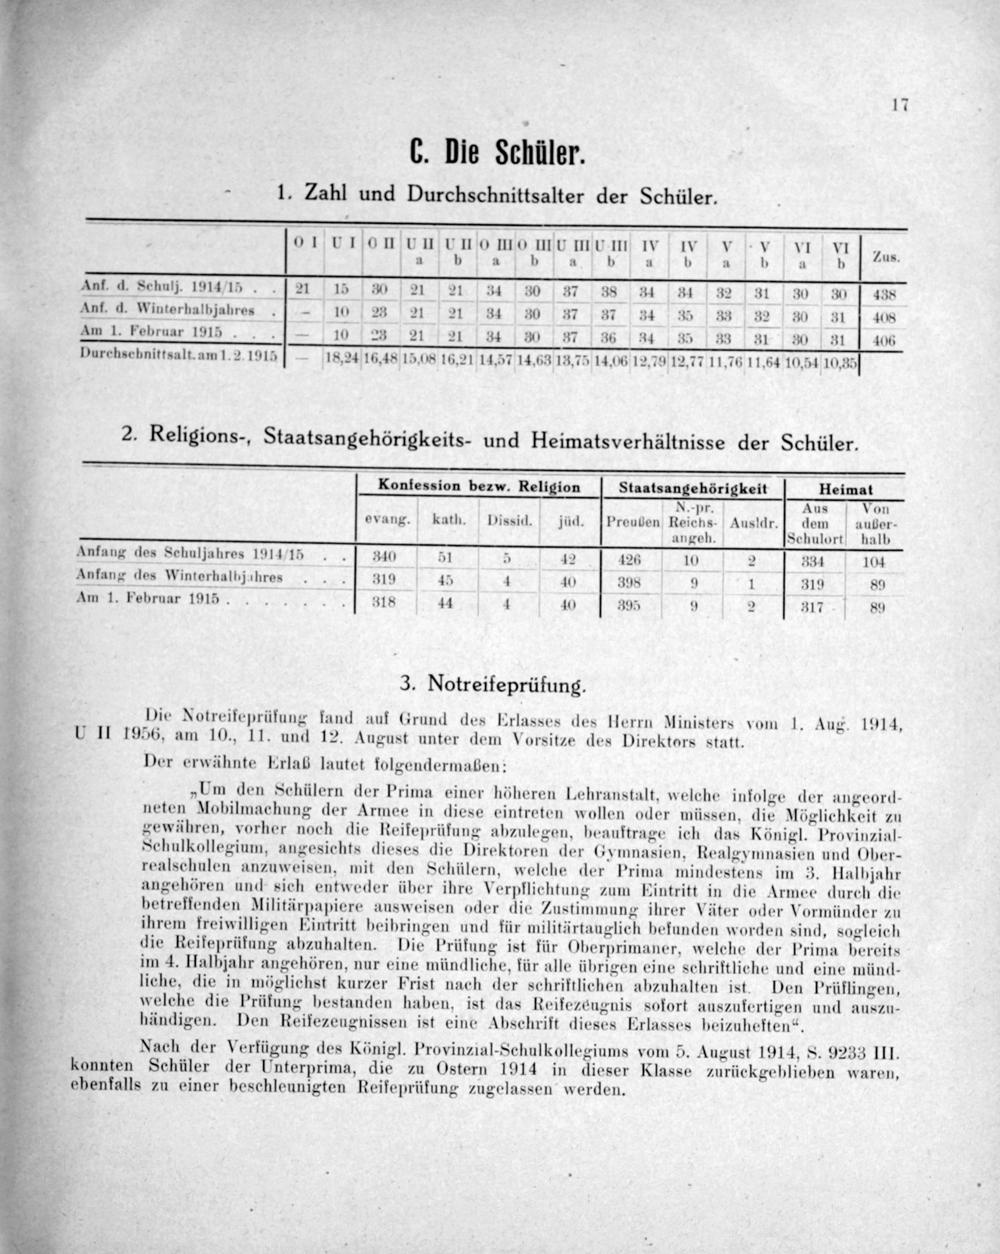 17
C. Die Schüler.
1. Zahl und Durchschnittsalter der Schüler.
O I U I O II U II a U II b O III a O III b U III a U III b IV a IV b V a V b VI a VI b Zus.
Anf. d. Schulj. 1914/15 . . 21 15 30 21 21 34 30 37 38 34 34 32 31 30 30 438
Anf. d. Winterhalbjahres . – 10 23 21 21 34 30 37 37 34 35 33 32 30 31 408
Am 1. Februar 1915 . . . — 10 23 21 21 34 30 37 36 34 35 33 31 30 31 406
Durchschnittsalt. am 1. 2. 1915 — 18,24 16,48 15,08 16,21 14,57 14,63 13,75 14,06 12,79 12,77 11,76 11,64 10,54 10,35
2. Religions-, Staatsangehörigkeits- und Heimatsverhältnisse der Schüler.
Konfession bezw. Religion Staatsangehörigkeit Heimat
evang. kath. Dissid. jüd. Preußen N.-pr. Reichs- angeh. Ausldr. Aus dem Schulort Von außer- halb
Anfang des Schuljahres 1914/15 . . 340 51 5 42 426 10 2 334 104
Anfang des Winterhalbjahres . . . 319 45 4 40 398 9 1 319 89
Am 1. Februar 1915 . . . . . . . 318 44 4 40 395 9 2 317 89
3. Notreifeprüfung.
Die Notreifeprüfung fand auf Grund des Erlasses des Herrn Ministers vom 1. Aug. 1914,
U II 1956, am 10., 11. und 12. August unter dem Vorsitze des Direktors statt.
Der erwähnte Erlaß lautet folgendermaßen:
„Um den Schülern der Prima einer höheren Lehranstalt, welche infolge der angeord-
neten Mobilmachung der Armee in diese eintreten wollen oder müssen, die Möglichkeit zu
gewähren, vorher noch die Reifeprüfung abzulegen, beauftrage ich das Königl. Provinzial-
Schulkollegium, angesichts dieses die Direktoren der Gymnasien, Realgymnasien und Ober-
realschulen anzuweisen, mit den Schülern, welche der Prima mindestens im 3. Halbjahr
angehören und sich entweder über ihre Verpflichtung zum Eintritt in die Armee durch die
betreffenden Militärpapiere ausweisen oder die Zustimmung ihrer Väter oder Vormünder zu
ihrem freiwilligen Eintritt beibringen und für militärtauglich befunden worden sind, sogleich
die Reifeprüfung abzuhalten. Die Prüfung ist für Oberprimaner, welche der Prima bereits
im 4. Halbjahr angehören, nur eine mündliche, für alle übrigen eine schriftliche und eine münd-
liche, die in möglichst kurzer Frist nach der schriftlichen abzuhalten ist. Den Prüflingen,
welche die Prüfung bestanden haben, ist das Reifezeugnis sofort auszufertigen und auszu-
händigen. Den Reifezeugnissen ist eine Abschrift dieses Erlasses beizuheften“.
Nach der Verfügung des Königl. Provinzial-Schulkollegiums vom 5. August 1914, S. 9233 III.
konnten Schüler der Unterprima, die zu Ostern 1914 in dieser Klasse zurückgeblieben waren,
ebenfalls zu einer beschleunigten Reifeprüfung zugelassen werden.